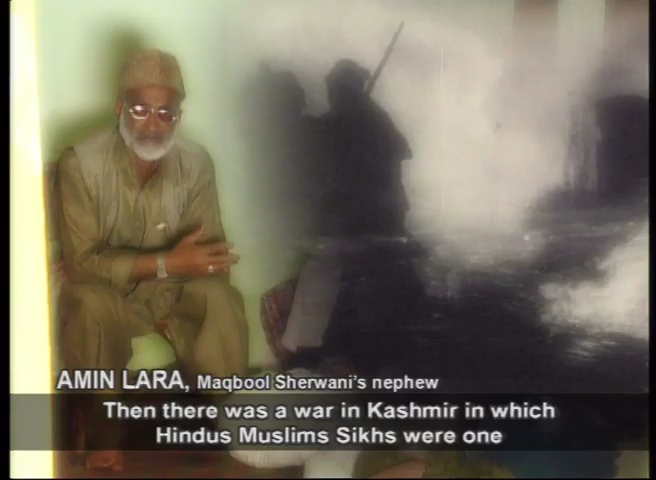 AMIN LARA, Maqbool Sherwani's nephew
Then there was a war in Kashmir in which
Hindus Muslims Sikhs were one